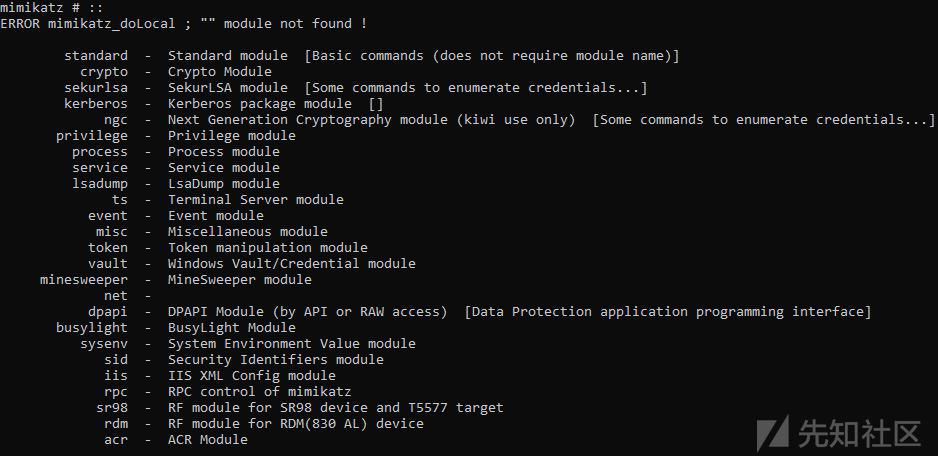 mimikatz # ::
ERROR mimikatz_doLocal ; "" module not found !
standard - Standard module [Basic commands (does not require module name)]
crypto - Crypto Module
sekurlsa - SekurLSA module [Some commands to enumerate credentials...]
kerberos - Kerberos package module []
ngc - Next Generation Cryptography module (kiwi use only) [Some commands to enumerate credentials...]
privilege - Privilege module
process - Process module
service - Service module
lsadump - LsaDump module
ts - Terminal Server module
event - Event module
misc - Miscellaneous module
token - Token manipulation module
vault - Windows Vault/Credential module
minesweeper - MineSweeper module
net -
dpapi - DPAPI Module (by API or RAW access) [Data Protection application programming interface]
busylight - BusyLight Module
sysenv - System Environment Value module
sid - Security Identifiers module
iis - IIS XML Config module
rpc - RPC control of mimikatz
sr98 - RF module for SR98 device and T5577 target
rdm - RF module for RDM(830 AL) device
acr - ACR Module
先知社区